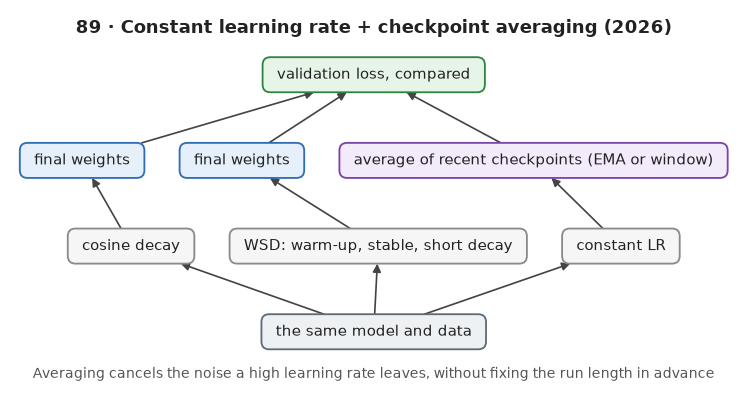 89 · Constant learning rate + checkpoint averaging (2026)
validation loss, compared
final weights
final weights
average of recent checkpoints (EMA or window)
cosine decay
WSD: warm-up, stable, short decay
constant LR
the same model and data
Averaging cancels the noise a high learning rate leaves, without fixing the run length in advance